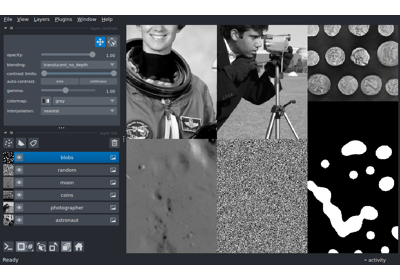 File View Layers Plugins Window Help
opacity: 1.00
blending: translucent_no_depth
contrast limits:
auto-contrast: once continuous
gamma: 1.00
colormap: gray
interpolation: nearest
blobs
random
moon
coins
photographer
astronaut
Ready activity